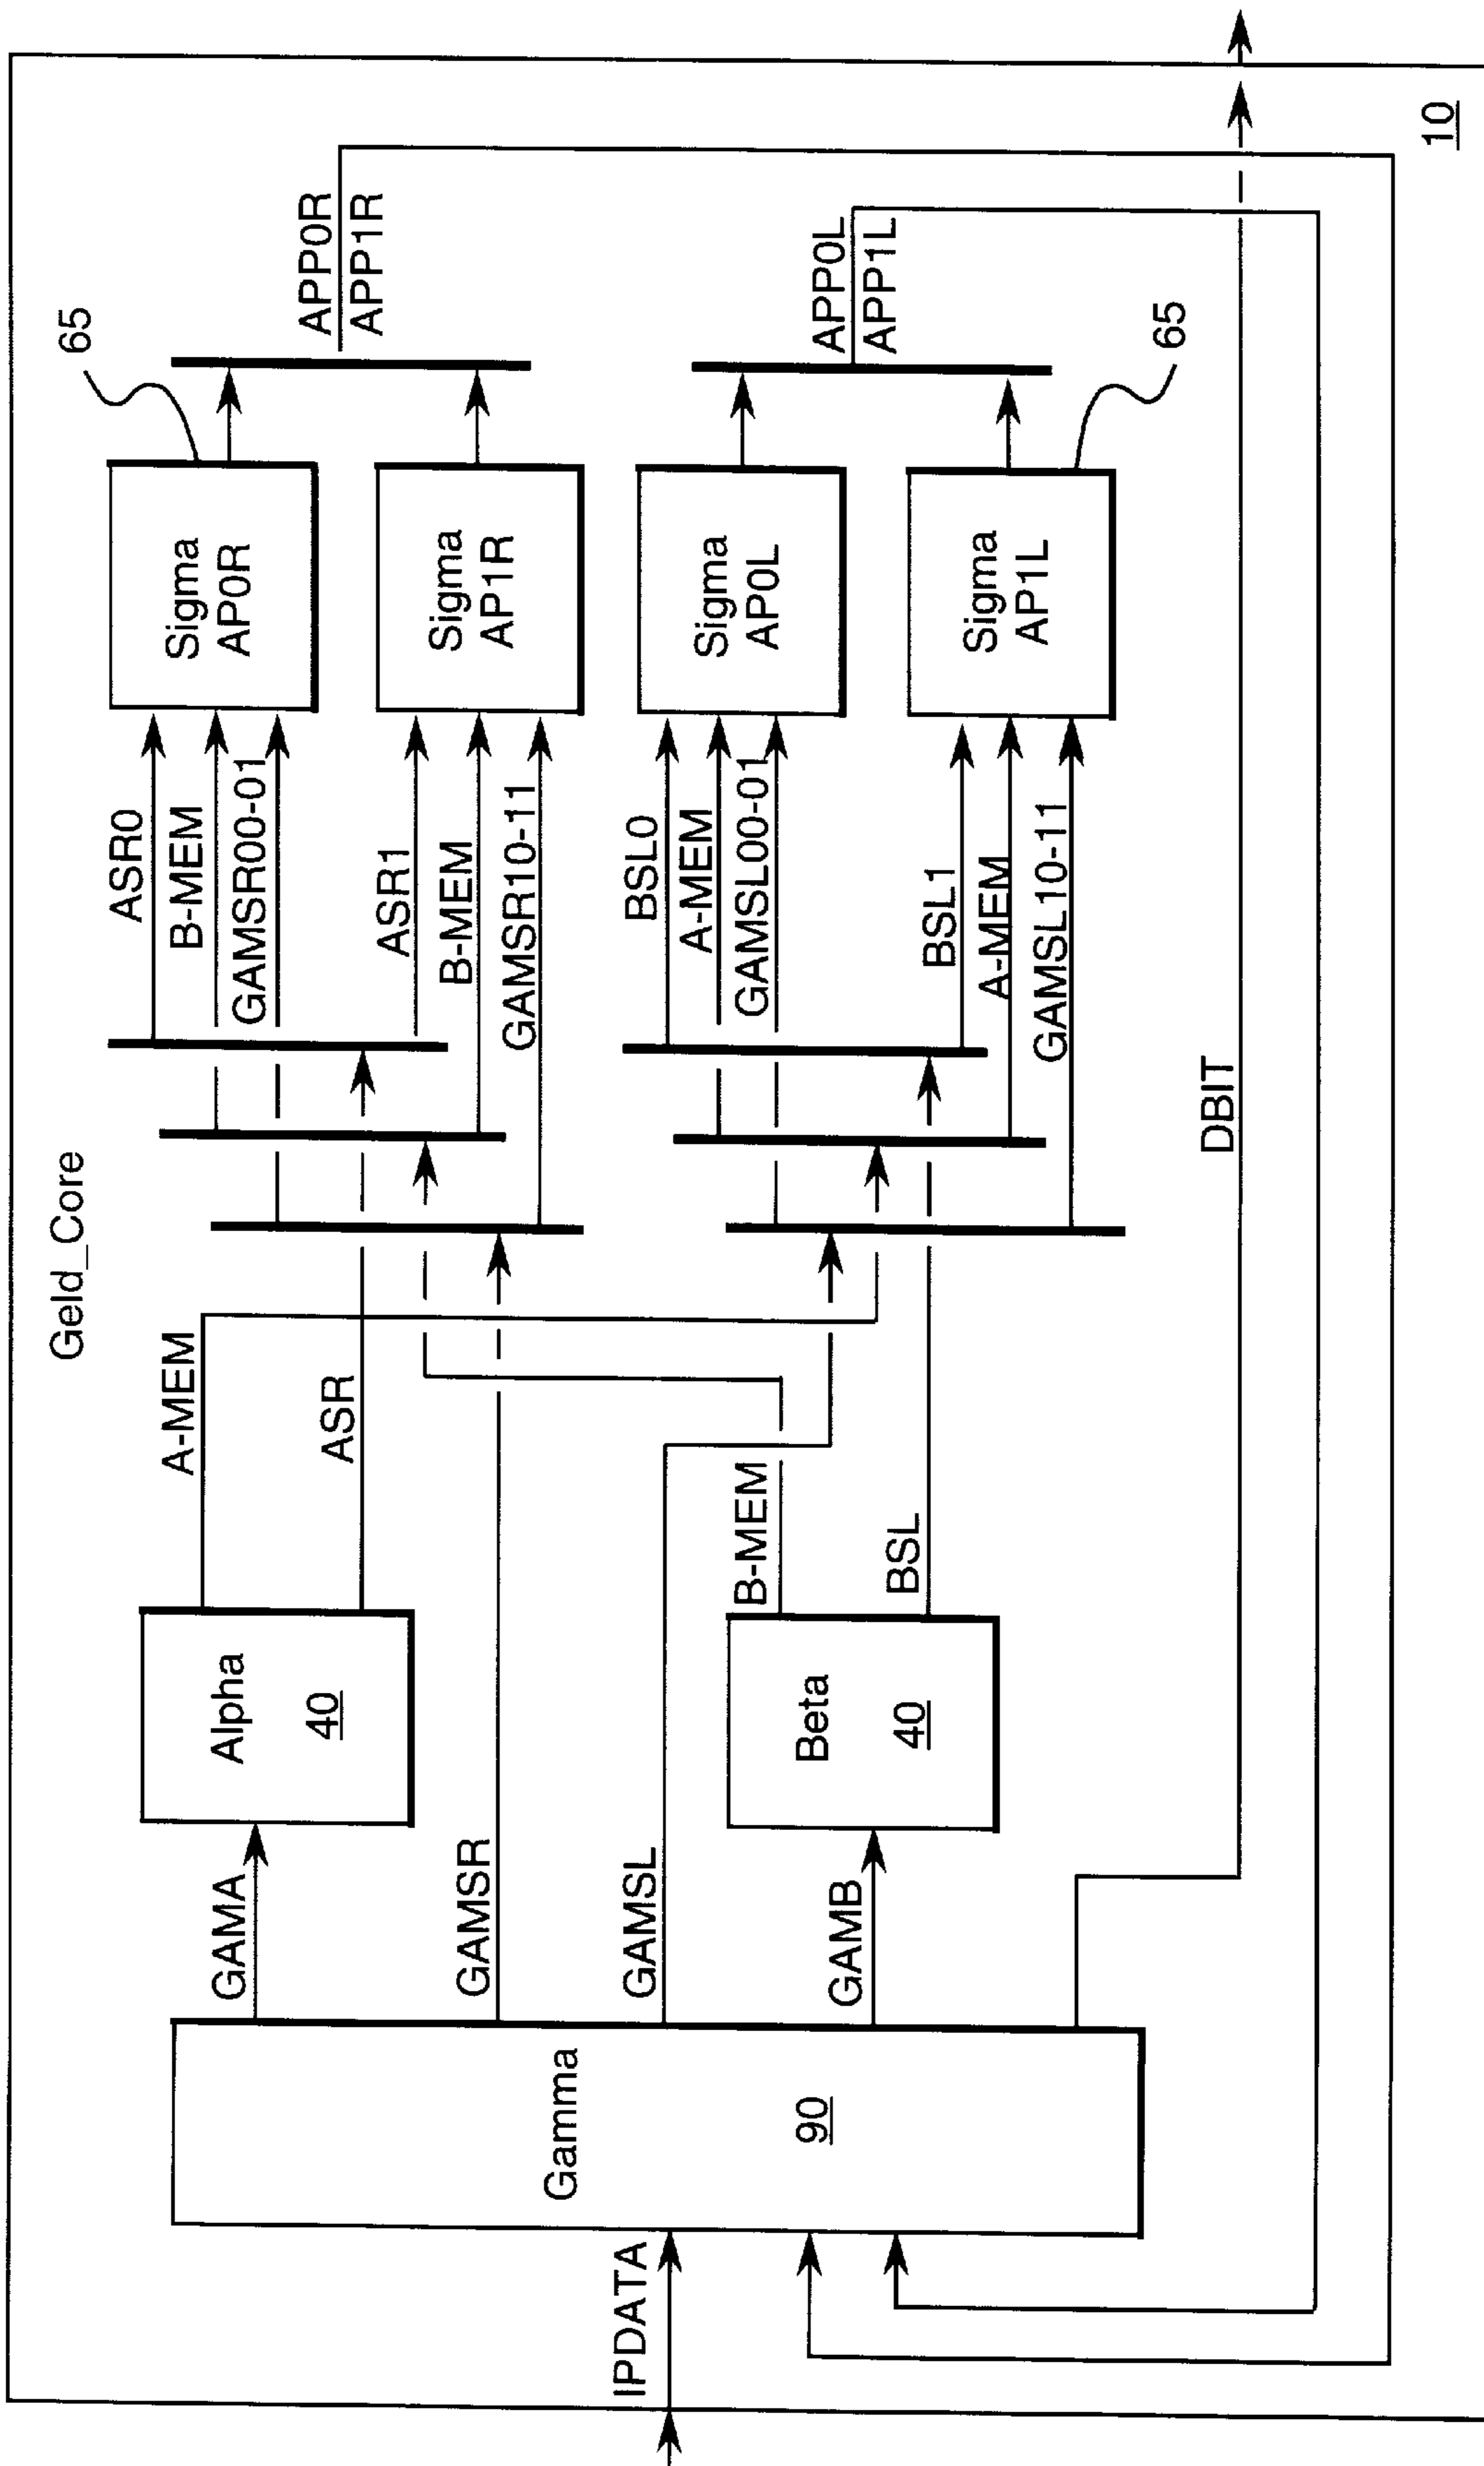 Geld_Core
10
IPDATA
Gamma
90
GAMA
GAMSR
GAMSL
GAMB
DBIT
Alpha
40
Beta
40
A-MEM
ASR
B-MEM
BSL
ASR0
B-MEM
GAMSR00-01
ASR1
B-MEM
GAMSR10-11
BSL0
A-MEM
GAMSL00-01
BSL1
A-MEM
GAMSL10-11
Sigma
AP0R
Sigma
AP1R
Sigma
AP0L
Sigma
AP1L
65
65
APP0R
APP1R
APP0L
APP1L